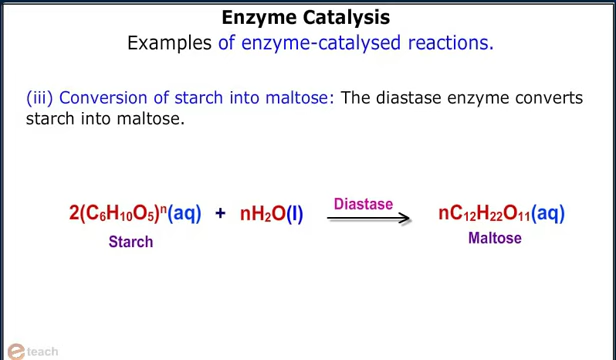 Enzyme Catalysis
Examples of enzyme-catalysed reactions.
(iii) Conversion of starch into maltose: The diastase enzyme converts
starch into maltose.
Diastase
2(C₆H₁₀O₅)ⁿ(aq) + nH₂O(l) → nC₁₂H₂₂O₁₁(aq)
Starch Maltose
e teach